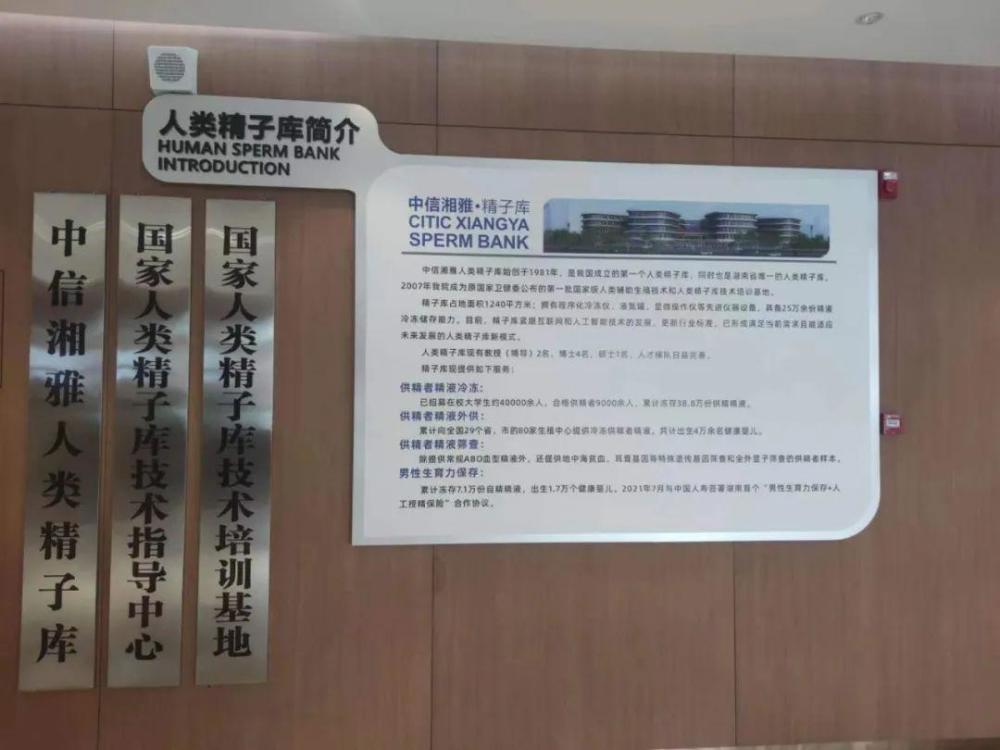 人类精子库简介
HUMAN SPERM BANK
INTRODUCTION
中信湘雅人类精子库
国家人类精子库技术指导中心
国家人类精子库技术培训基地
中信湘雅·精子库
CITIC XIANGYA
SPERM BANK
中信湘雅人类精子库始创于1981年，是我国成立的第一个人类精子库，同时也是湖南省唯一的人类精子库。
2007年我院成为原国家卫健委公布的第一批国家级人类辅助生殖技术和人类精子库技术培训基地。
精子库占地面积1240平方米；拥有程序化冷冻仪，液氮罐，显微操作仪等先进仪器设备，具备25万余份精液
冷冻储存能力。目前，精子库紧跟互联网和人工智能技术的发展，更新行业标准，已形成满足当前需求且能适应
未来发展的人类精子库新模式。
人类精子库现有教授（博导）2名，博士4名，硕士1名，人才梯队日益完善。
精子库现提供如下服务：
供精者精液冷冻：
已招募在校大学生约40000余人，合格供精者9000余人，累计冻存38.8万份供精精液。
供精者精液外供：
累计向全国29个省、市的80家生殖中心提供冷冻供精者精液，共计出生4万余名健康婴儿。
供精者精液筛查：
除提供常规ABO血型精液外，还提供地中海贫血、耳聋基因等特殊遗传基因筛查和全外显子筛查的供精者样本。
男性生育力保存：
累计冻存7.1万份自精精液，出生1.7万个健康婴儿。2021年7月与中国人寿签署湖南首个“男性生育力保存+人
工授精保险”合作协议。